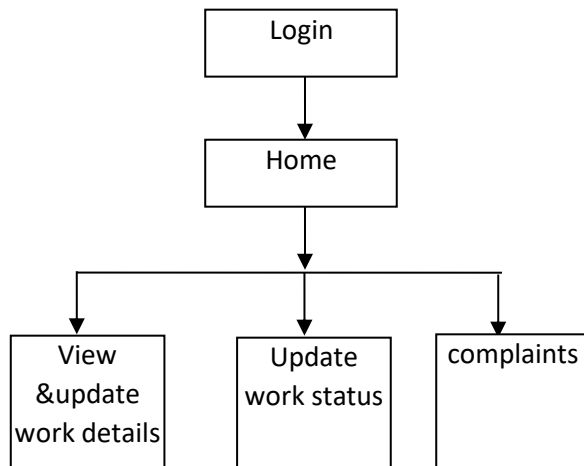 Login
Home
View
&update
work details
Update
work status
complaints